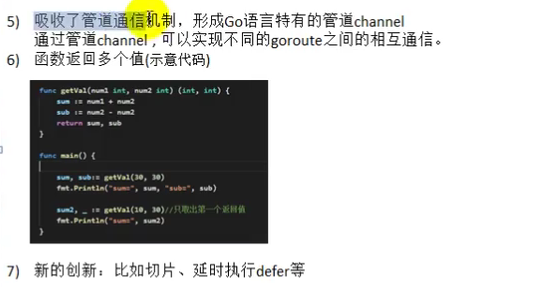 5) 吸收了管道通信机制，形成Go语言特有的管道channel
通过管道channel , 可以实现不同的goroute之间的相互通信。
6) 函数返回多个值(示意代码)
func getVal(num1 int, num2 int) (int, int) {
sum := num1 + num2
sub := num2 - num2
return sum, sub
}
func main() {
sum, sub:= getVal(30, 30)
fmt.Println("sum=", sum, "sub=", sub)
sum2, _ := getVal(10, 30)//只取出第一个返回值
fmt.Println("sum=", sum2)
}
7) 新的创新：比如切片、延时执行defer等